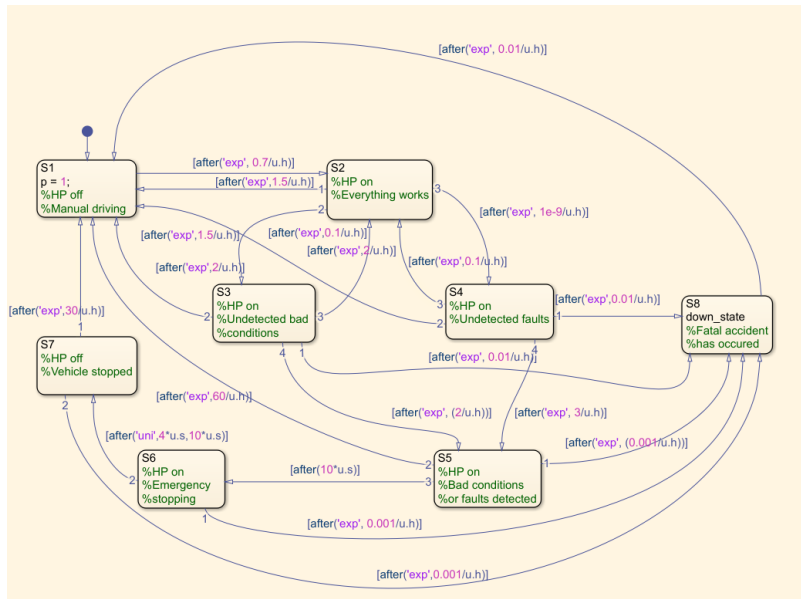 [after('exp', 0.01/u.h)]
S1
p = 1;
%HP off
%Manual driving
[after('exp', 0.7/u.h)]
[after('exp',1.5/u.h)]
1
S2
%HP on
%Everything works
2
3
[after('exp', 1e-9/u.h)]
[after('exp',1.5/u.h)]
[after('exp',0.1/u.h)]
[after('exp',2/u.h)]
[after('exp',2/u.h)]
[after('exp',0.1/u.h)]
S3
%HP on
%Undetected bad
%conditions
2
3
4
1
S4
%HP on
%Undetected faults
3
2
1
4
[after('exp',0.01/u.h)]
S8
down_state
%Fatal accident
%has occured
[after('exp',30/u.h)]
1
S7
%HP off
%Vehicle stopped
2
[after('exp', 0.01/u.h)]
[after('exp',60/u.h)]
[after('exp', (2/u.h))]
[after('exp', 3/u.h)]
[after('uni',4*u.s,10*u.s)]
[after('exp', (0.001/u.h))]
S6
%HP on
%Emergency
%stopping
2
1
[after(10*u.s)]
S5
%HP on
%Bad conditions
%or faults detected
2
3
1
[after('exp', 0.001/u.h)]
[after('exp',0.001/u.h)]